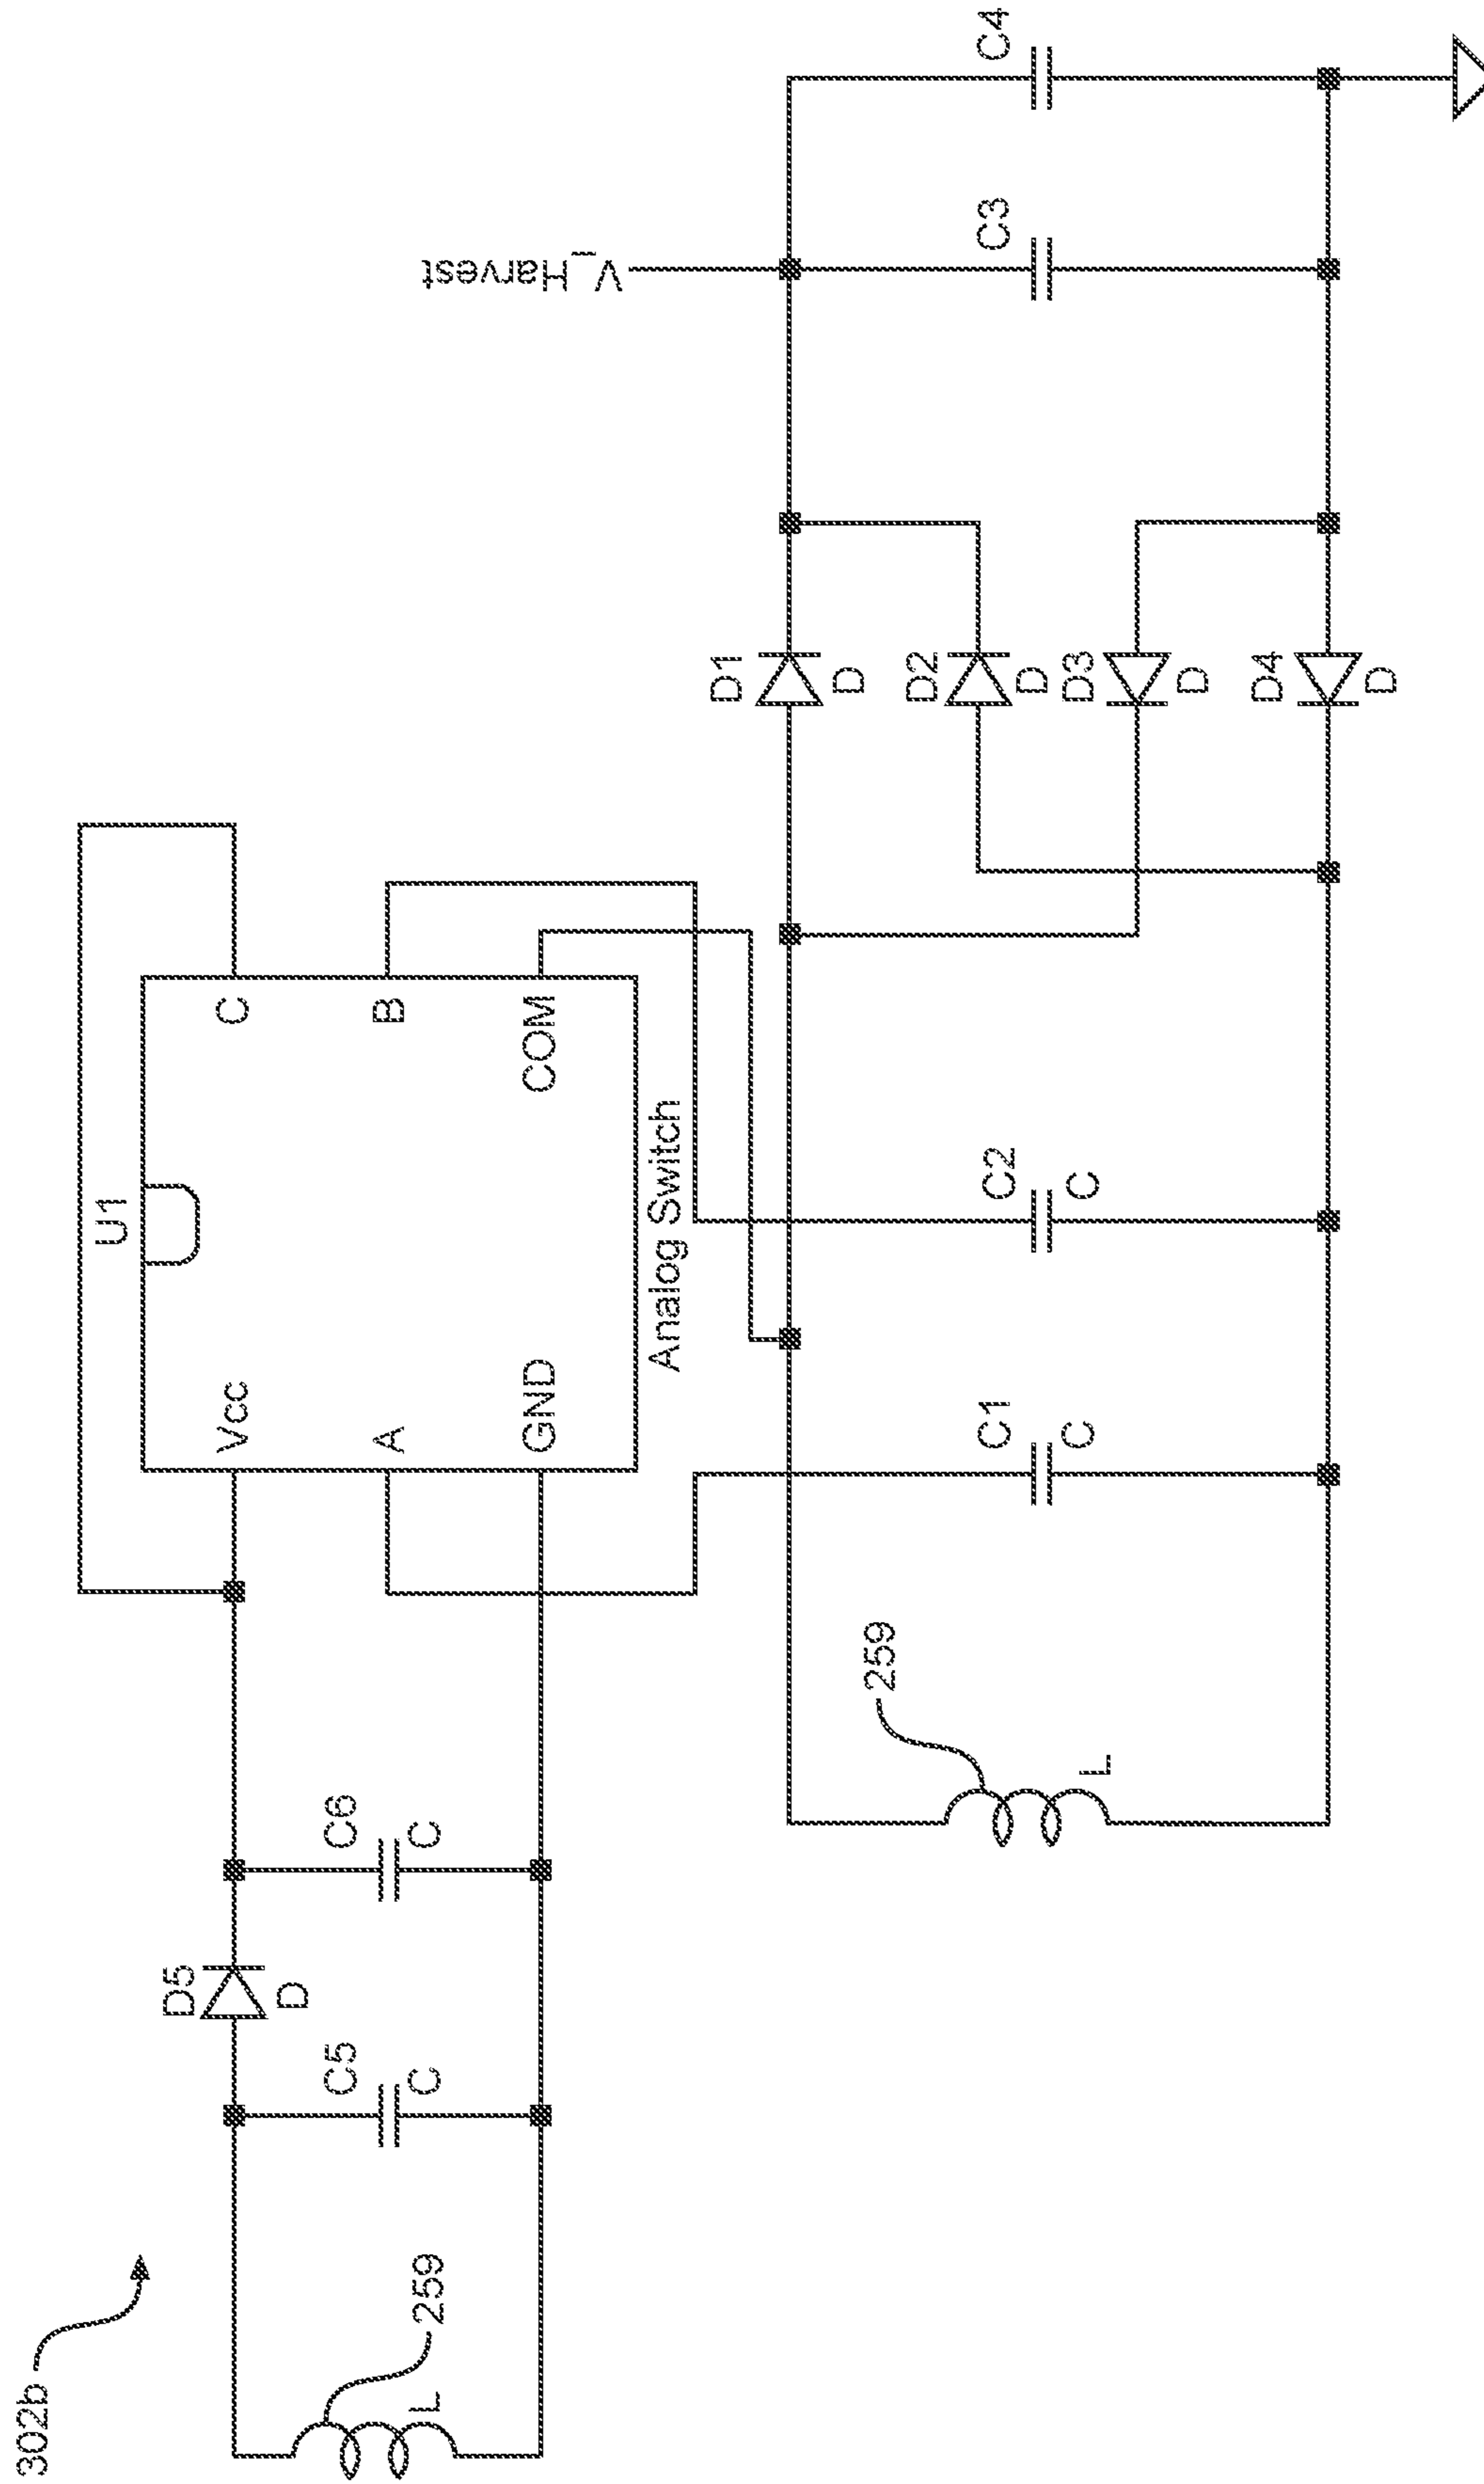 302b
259
L
C5
C
D5
D
C6
C
Vcc
A
GND
U1
C
B
COM
Analog Switch
259
L
C1
C
C2
C
D1
D
D2
D
D3
D
D4
D
V_Harvest
C3
C4